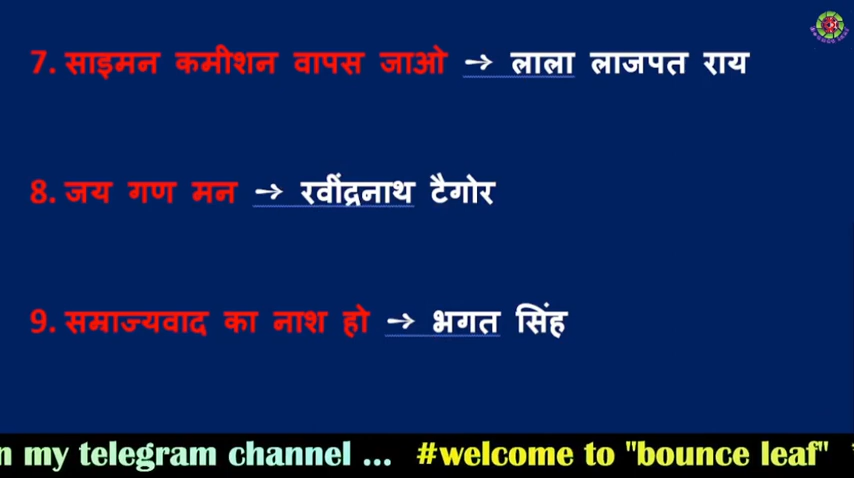 7. साइमन कमीशन वापस जाओ → लाला लाजपत राय
8. जय गण मन → रवींद्रनाथ टैगोर
9. सम्राज्यवाद का नाश हो → भगत सिंह
n my telegram channel ... #welcome to "bounce leaf"